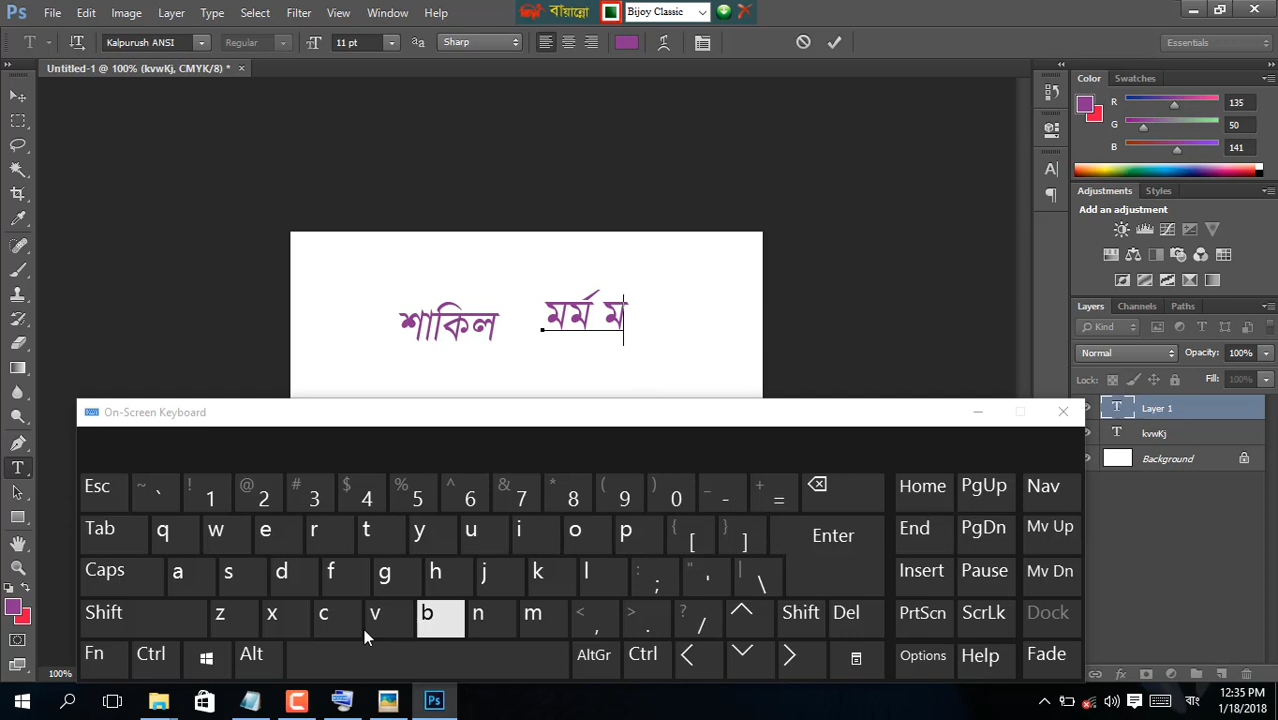 Ps File Edit Image Layer Type Select Filter View Window Help বায়ান্নো Bijoy Classic
T Kalpurush ANSI Regular 11 pt Sharp Essentials
Untitled-1 @ 100% (kvwKj, CMYK/8) * ×
Color Swatches
R 135
G 50
B 141
Adjustments Styles
Add an adjustment
শাকিল মর্ম ম
Layers Channels Paths
Kind
Normal Opacity: 100%
Lock: Fill: 100%
T Layer 1
T kvwKj
Background
On-Screen Keyboard
Esc ~ ` ! 1 @ 2 # 3 $ 4 % 5 ^ 6 & 7 * 8 ( 9 ) 0 _ - + = Home PgUp Nav
Tab q w e r t y u i o p { [ } ] Enter End PgDn Mv Up
Caps a s d f g h j k l : ; " ' | \ Insert Pause Mv Dn
Shift z x c v b n m < , > . ? / Shift Del PrtScn ScrLk Dock
Fn Ctrl Alt AltGr Ctrl Options Help Fade
100%
Ps বাং 12:35 PM
1/18/2018